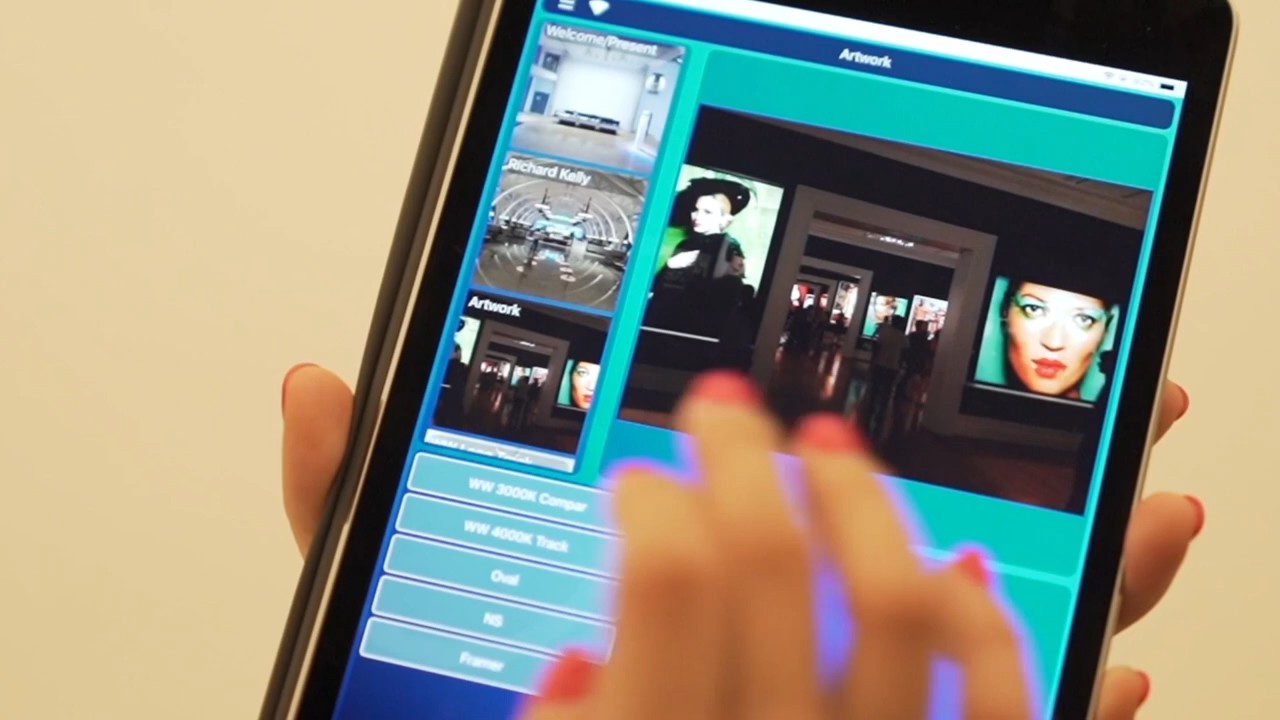 Artwork
Welcome/Present
Richard Kelly
Artwork
WW 3000K Compar
WW 4000K Track
Oval
NS
Framer